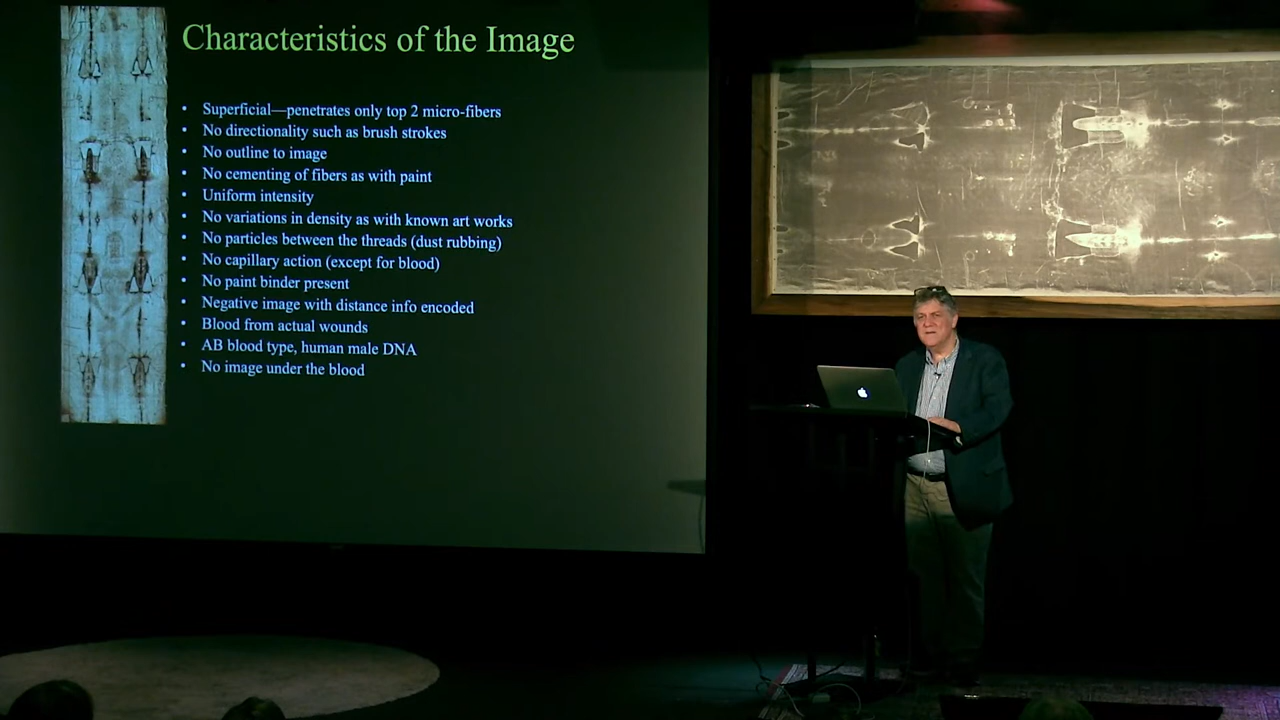 Characteristics of the Image
• Superficial—penetrates only top 2 micro-fibers
• No directionality such as brush strokes
• No outline to image
• No cementing of fibers as with paint
• Uniform intensity
• No variations in density as with known art works
• No particles between the threads (dust rubbing)
• No capillary action (except for blood)
• No paint binder present
• Negative image with distance info encoded
• Blood from actual wounds
• AB blood type, human male DNA
• No image under the blood